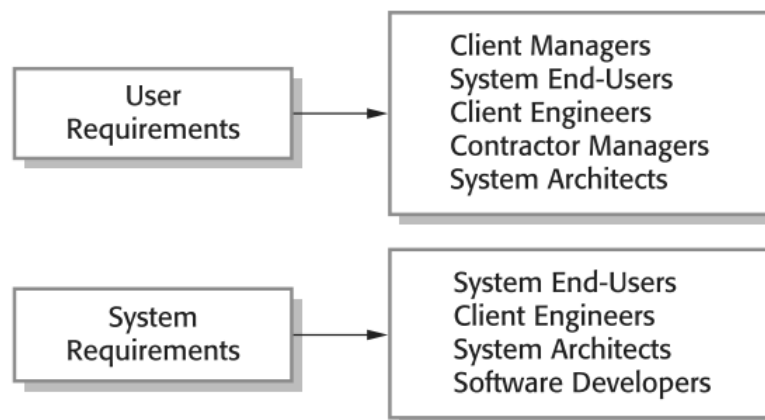 User
Requirements
Client Managers
System End-Users
Client Engineers
Contractor Managers
System Architects
System
Requirements
System End-Users
Client Engineers
System Architects
Software Developers